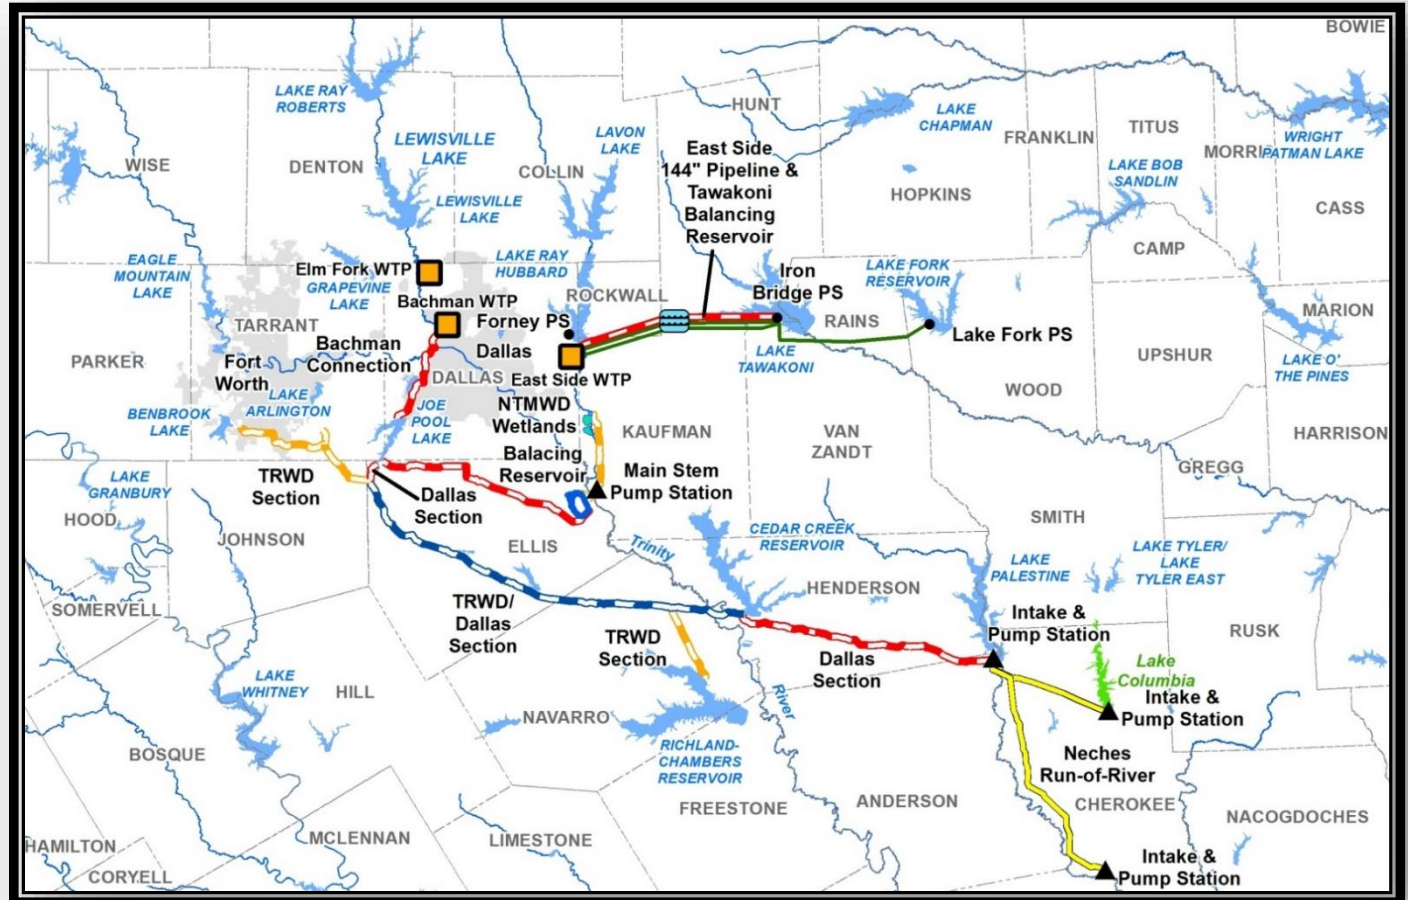 BOWIE
LAKE RAY
ROBERTS
HUNT
LAKE
CHAPMAN
FRANKLIN
TITUS
MORRI
WRIGHT
PATMAN LAKE
WISE
DENTON
LEWISVILLE
LAKE
COLLIN
LAVON
LAKE
East Side
144" Pipeline &
Tawakoni
Balancing
Reservoir
HOPKINS
LAKE BOB
SANDLIN
CASS
LEWISVILLE
LAKE
CAMP
EAGLE
MOUNTAIN
LAKE
Elm Fork WTP
GRAPEVINE
LAKE
LAKE RAY
HUBBARD
ROCKWALL
Iron
Bridge PS
LAKE FORK
RESERVOIR
MARION
Bachman WTP
Forney PS
RAINS
Lake Fork PS
TARRANT
Bachman
Connection
Dallas
LAKE
TAWAKONI
UPSHUR
LAKE O'
THE PINES
PARKER
Fort
Worth
DALLAS
East Side WTP
WOOD
LAKE
ARLINGTON
BENBROOK
LAKE
JOE
POOL
LAKE
NTMWD
Wetlands
KAUFMAN
VAN
ZANDT
HARRISON
Balacing
Reservoir
GREGG
TRWD
Section
LAKE
GRANBURY
Dallas
Section
Main Stem
Pump Station
HOOD
JOHNSON
ELLIS
Trinity
CEDAR CREEK
RESERVOIR
SMITH
LAKE
PALESTINE
LAKE TYLER/
LAKE
TYLER EAST
HENDERSON
SOMERVELL
TRWD/
Dallas
Section
TRWD
Section
Dallas
Section
Intake &
Pump Station
RUSK
Lake
Columbia
Intake &
Pump Station
LAKE
WHITNEY
HILL
River
NAVARRO
BOSQUE
RICHLAND-
CHAMBERS
RESERVOIR
Neches
Run-of-River
FREESTONE
ANDERSON
CHEROKEE
NACOGDOCHES
HAMILTON
MCLENNAN
LIMESTONE
CORYELL
Intake &
Pump Station